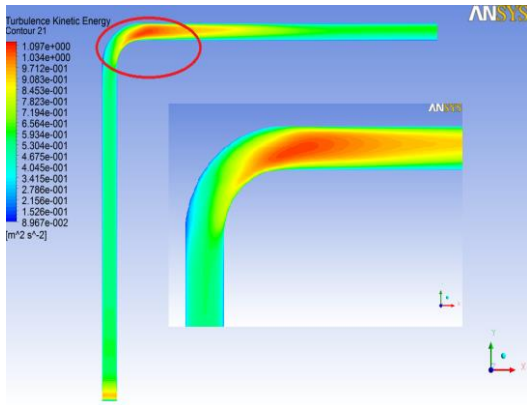 Turbulence Kinetic Energy
Contour 21
ANSYS
1.097e+000
1.034e+000
9.712e-001
9.083e-001
8.453e-001
7.823e-001
7.194e-001
6.564e-001
5.934e-001
5.304e-001
4.675e-001
4.045e-001
3.415e-001
2.786e-001
2.156e-001
1.526e-001
8.967e-002
[m^2 s^-2]
ANSYS
Y
X